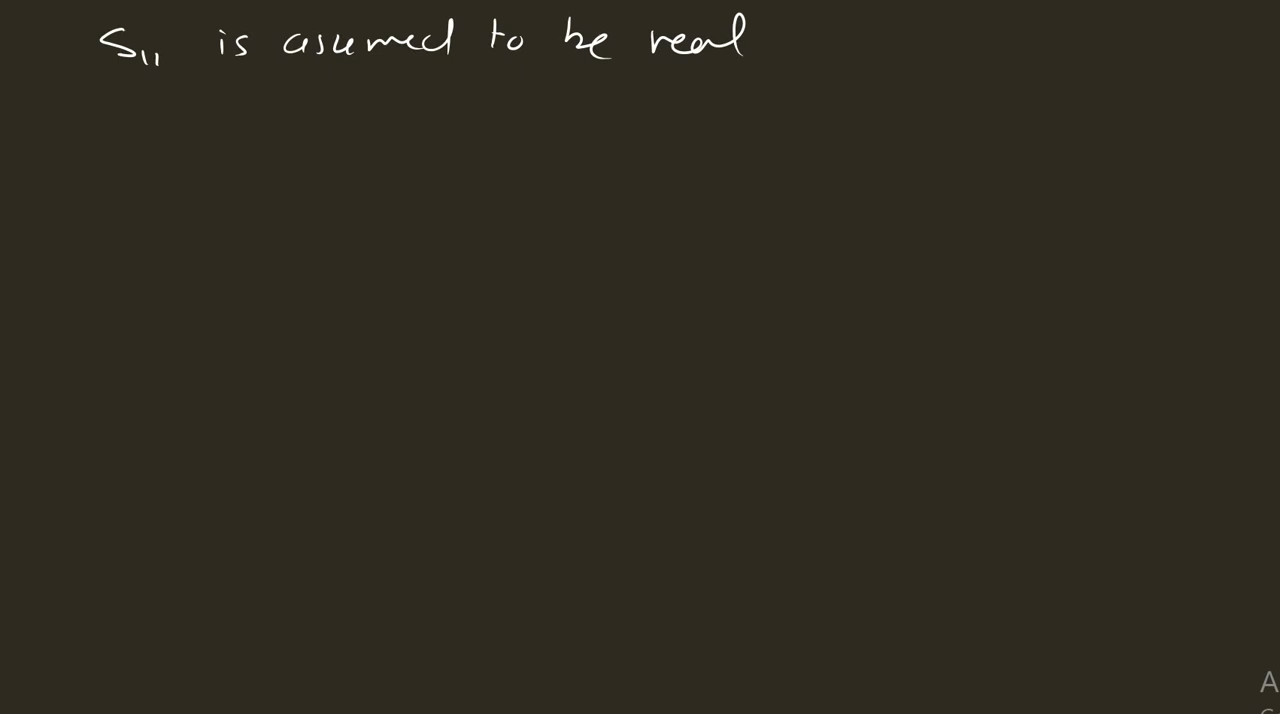 S₁₁ is asumed to be real
A